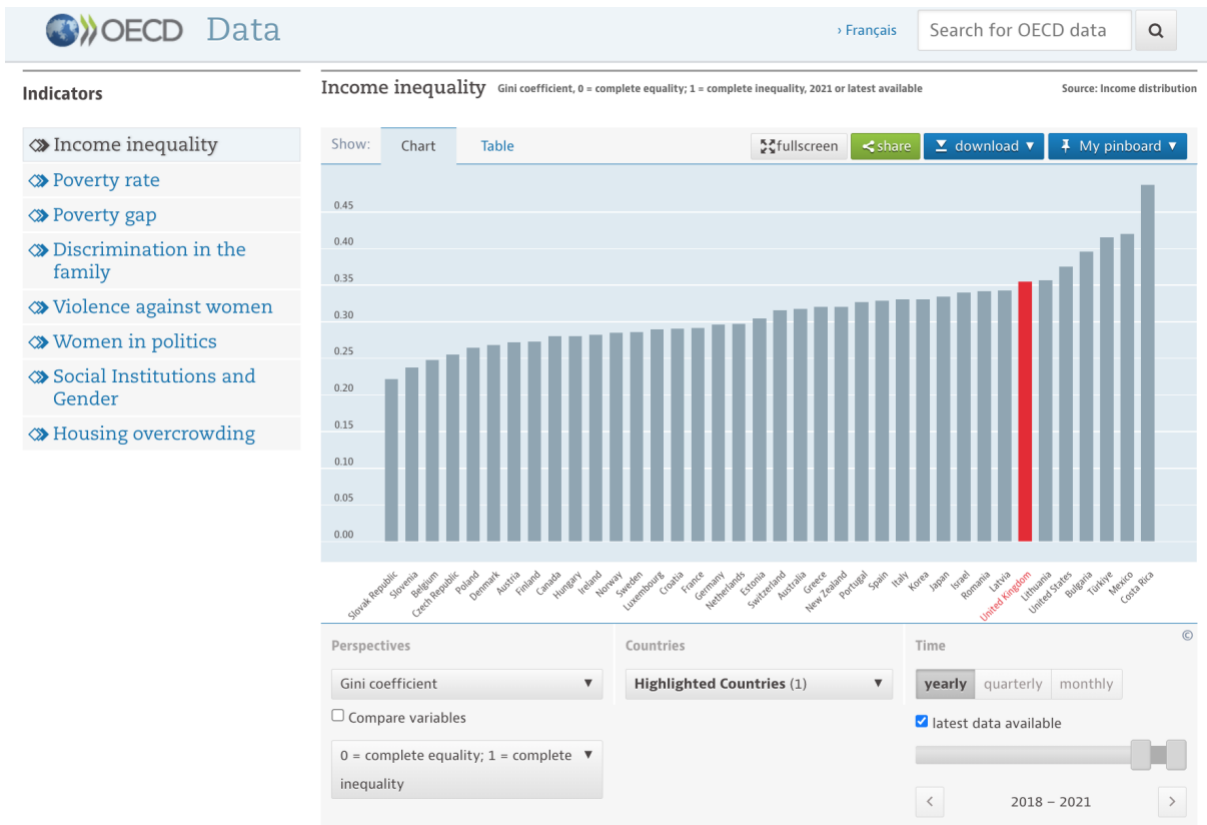 OECD Data
› Français
Search for OECD data
Indicators
Income inequality
Poverty rate
Poverty gap
Discrimination in the
family
Violence against women
Women in politics
Social Institutions and
Gender
Housing overcrowding
Income inequality Gini coefficient, 0 = complete equality; 1 = complete inequality, 2021 or latest available
Source: Income distribution
Show:
Chart
Table
fullscreen
share
download ▼
My pinboard ▼
0.45
0.40
0.35
0.30
0.25
0.20
0.15
0.10
0.05
0.00
Slovak Republic
Slovenia
Belgium
Czech Republic
Poland
Denmark
Austria
Finland
Canada
Hungary
Ireland
Norway
Sweden
Luxembourg
Croatia
France
Germany
Netherlands
Estonia
Switzerland
Australia
Greece
New Zealand
Portugal
Spain
Italy
Korea
Japan
Israel
Romania
Latvia
United Kingdom
Lithuania
United States
Bulgaria
Türkiye
Mexico
Costa Rica
©
Perspectives
Gini coefficient ▼
Compare variables
0 = complete equality; 1 = complete ▼
inequality
Countries
Highlighted Countries (1) ▼
Time
yearly quarterly monthly
latest data available
< 2018 – 2021 >